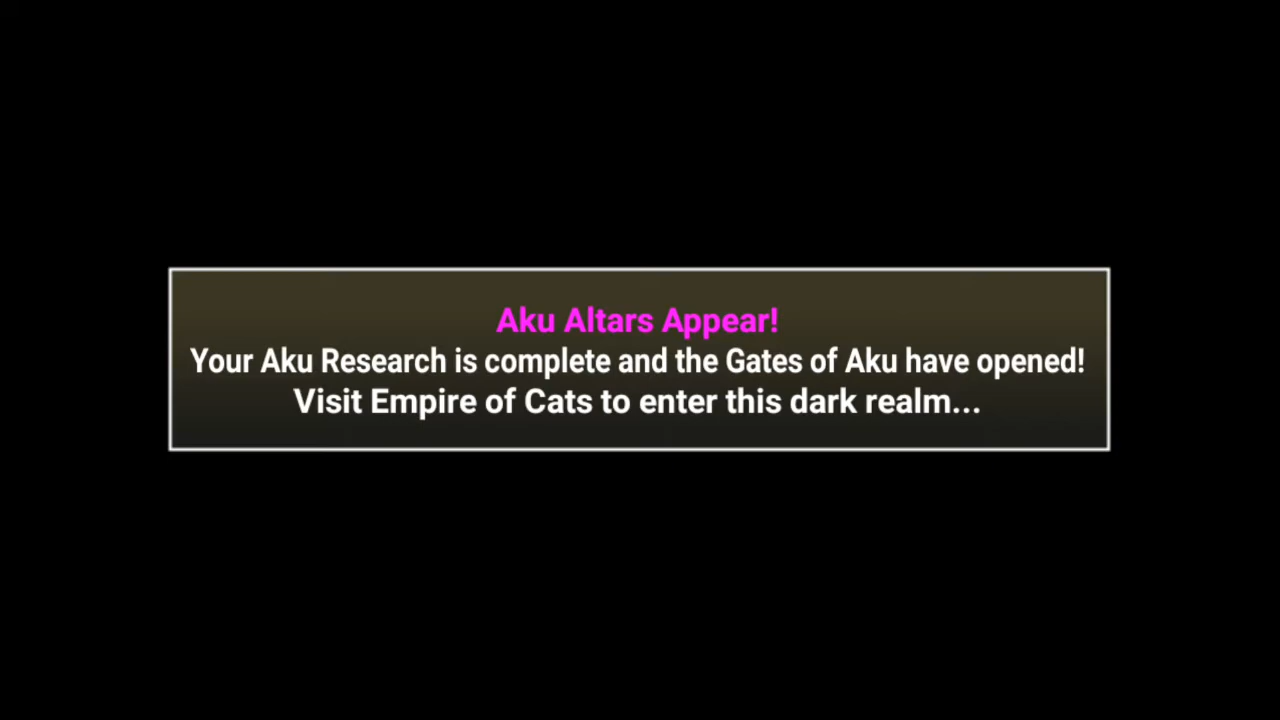 Aku Altars Appear!
Your Aku Research is complete and the Gates of Aku have opened!
Visit Empire of Cats to enter this dark realm...